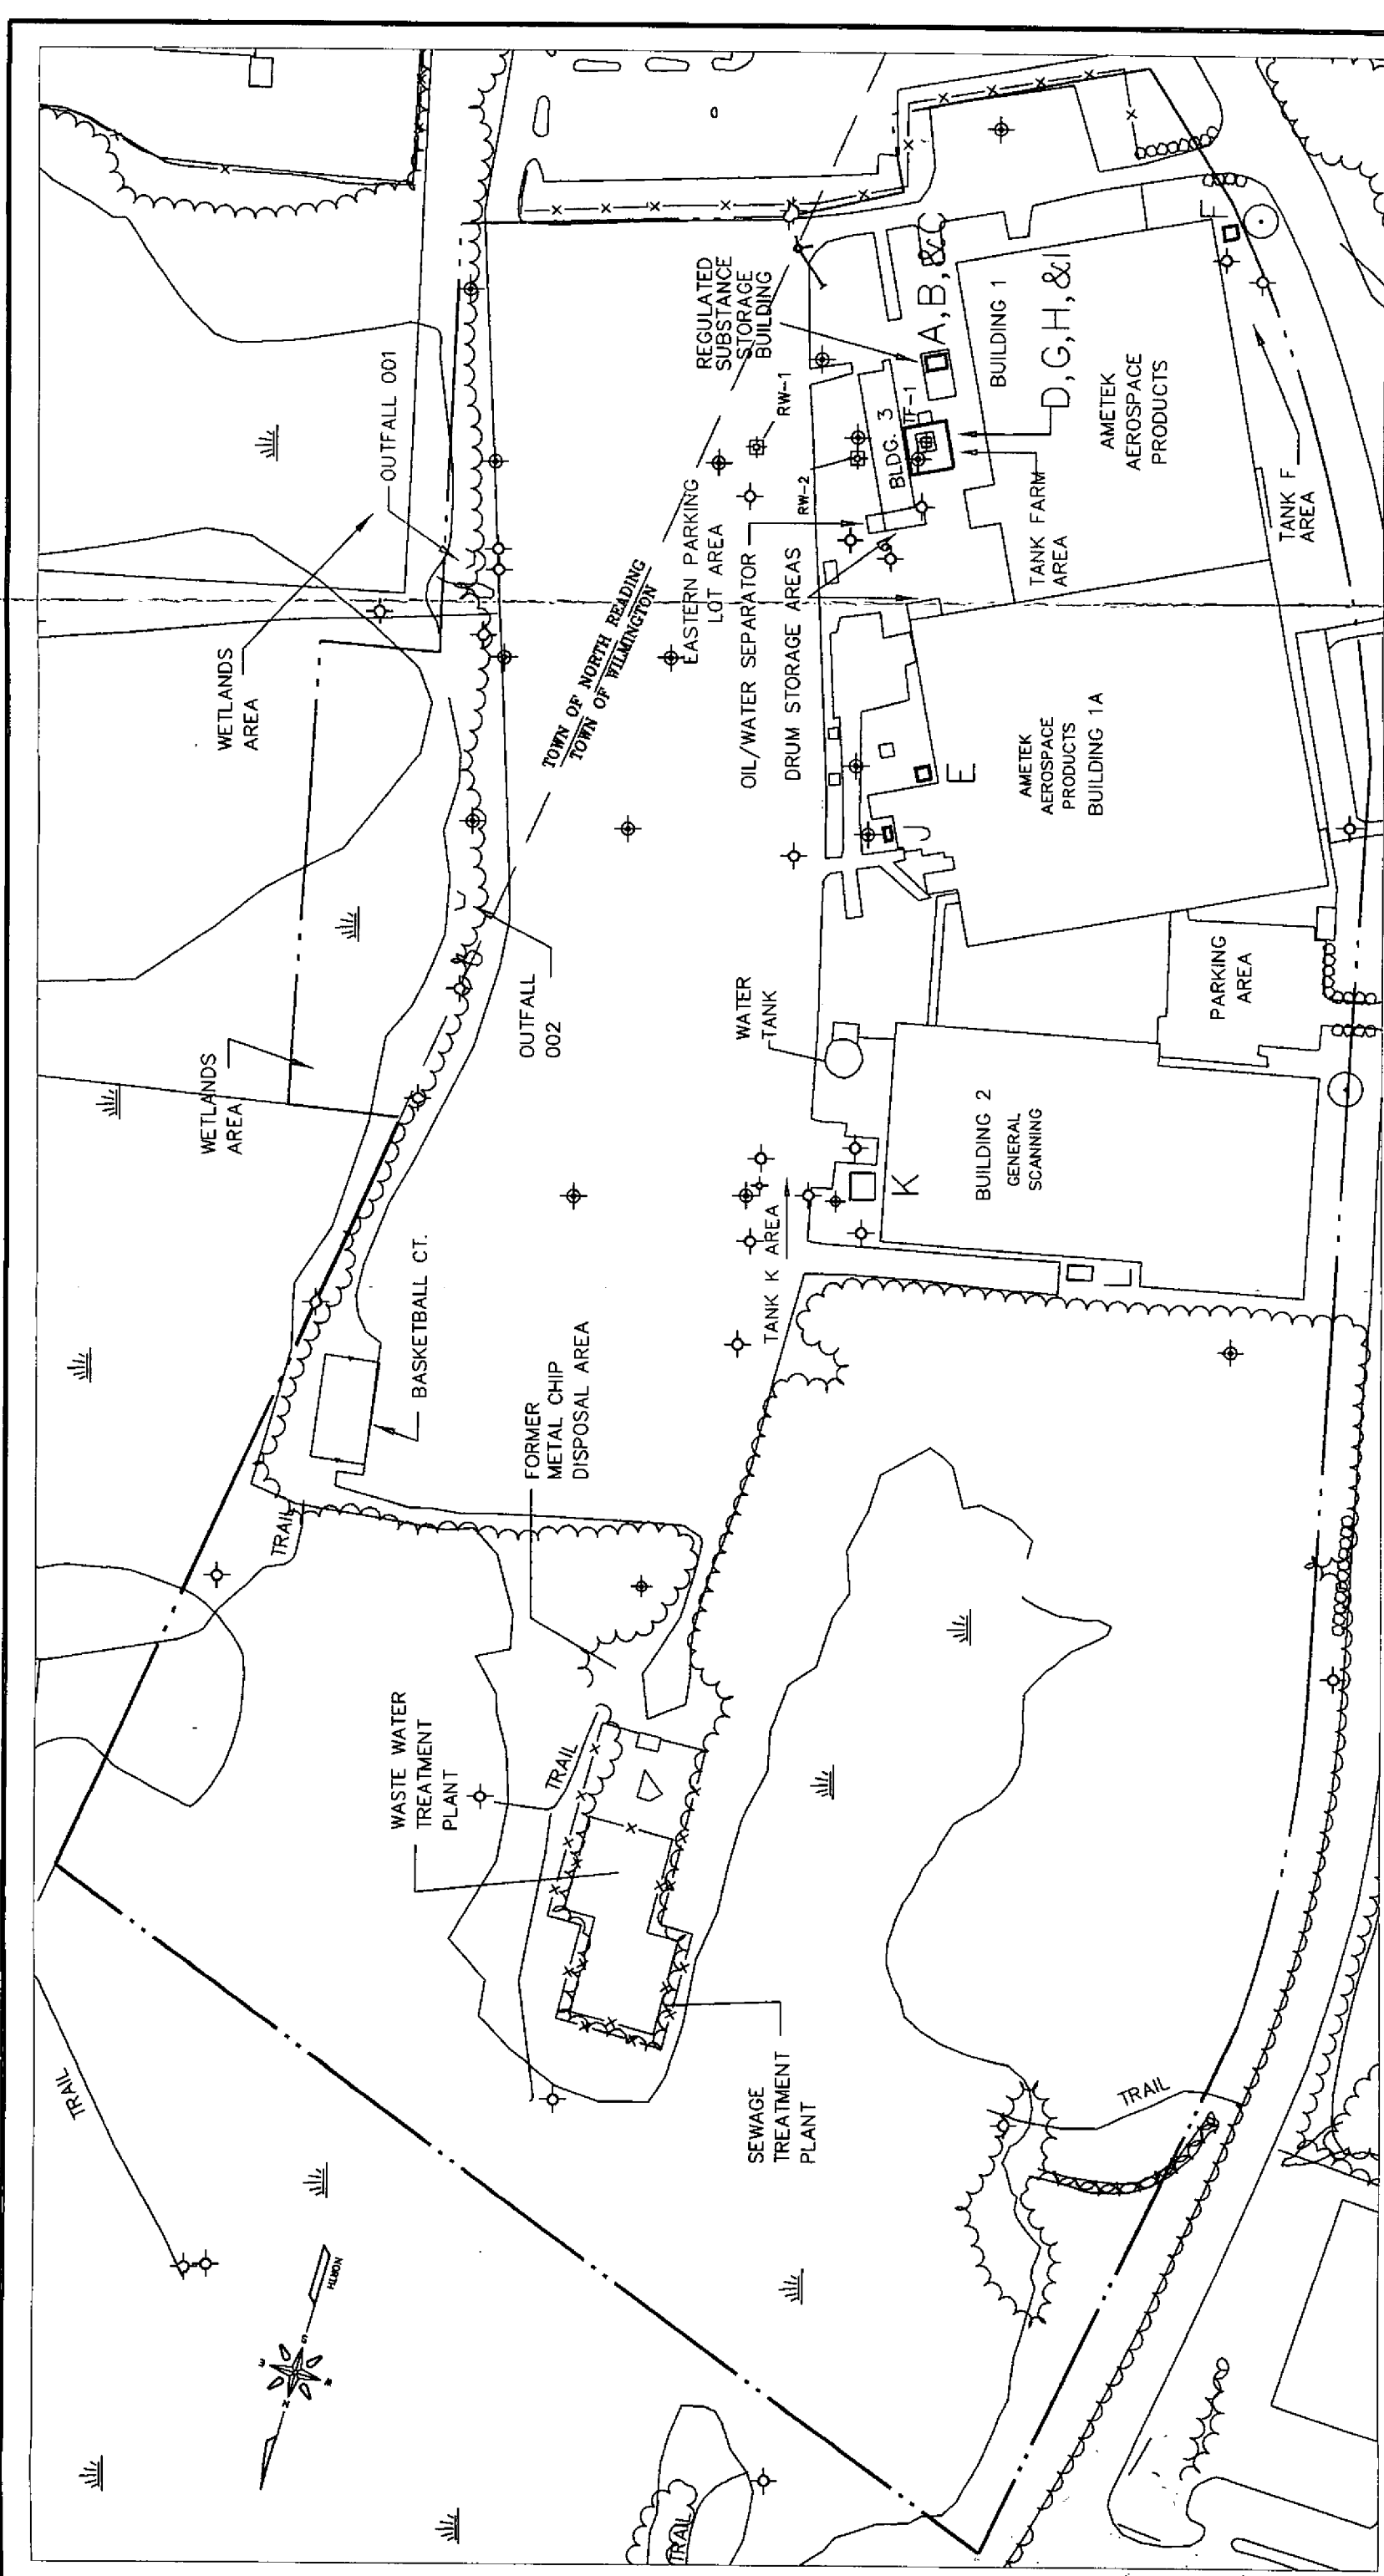 OUTFALL 001
WETLANDS
AREA
REGULATED
SUBSTANCE
STORAGE
BUILDING
A,B,&C
BUILDING 1
D,G,H,&I
AMETEK
AEROSPACE
PRODUCTS
F
TANK F
AREA
RW-1
RW-2
BLDG. 3
TF-1
TANK FARM
AREA
EASTERN PARKING
LOT AREA
OIL/WATER SEPARATOR
DRUM STORAGE AREAS
TOWN OF NORTH READING
TOWN OF WILMINGTON
E
J
AMETEK
AEROSPACE
PRODUCTS
BUILDING 1A
OUTFALL
002
WETLANDS
AREA
WATER
TANK
PARKING
AREA
BUILDING 2
GENERAL
SCANNING
K
L
TANK K AREA
BASKETBALL CT.
FORMER
METAL CHIP
DISPOSAL AREA
TRAIL
WASTE WATER
TREATMENT
PLANT
TRAIL
SEWAGE
TREATMENT
PLANT
TRAIL
TRAIL
NORTH
N
S
TRAIL